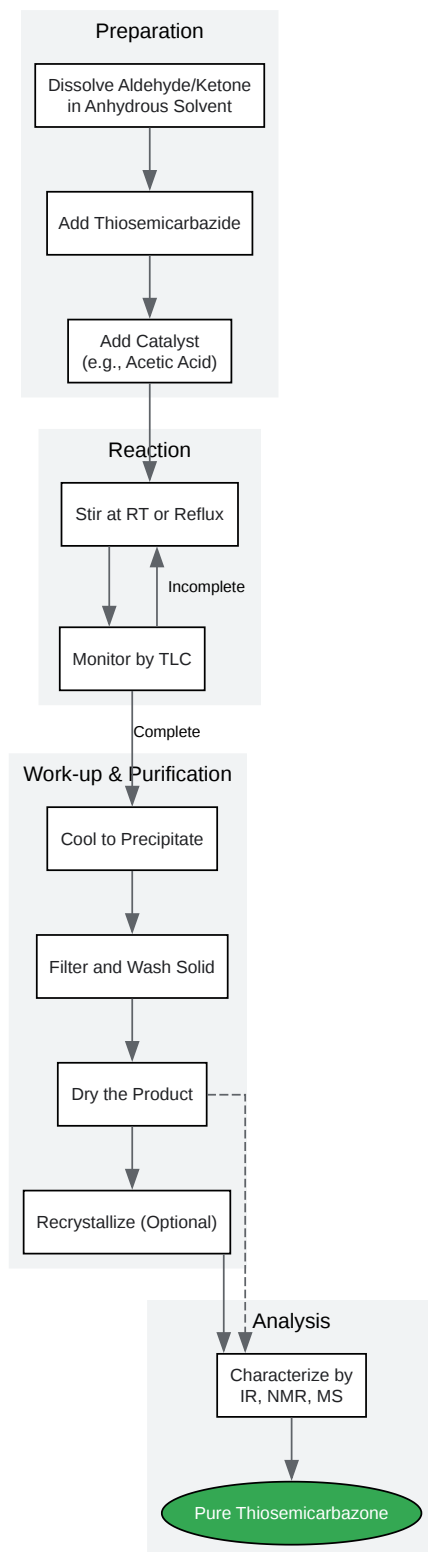 Preparation
Dissolve Aldehyde/Ketone
in Anhydrous Solvent
Add Thiosemicarbazide
Add Catalyst
(e.g., Acetic Acid)
Reaction
Stir at RT or Reflux
Incomplete
Monitor by TLC
Complete
Work-up & Purification
Cool to Precipitate
Filter and Wash Solid
Dry the Product
Recrystallize (Optional)
Analysis
Characterize by
IR, NMR, MS
Pure Thiosemicarbazone